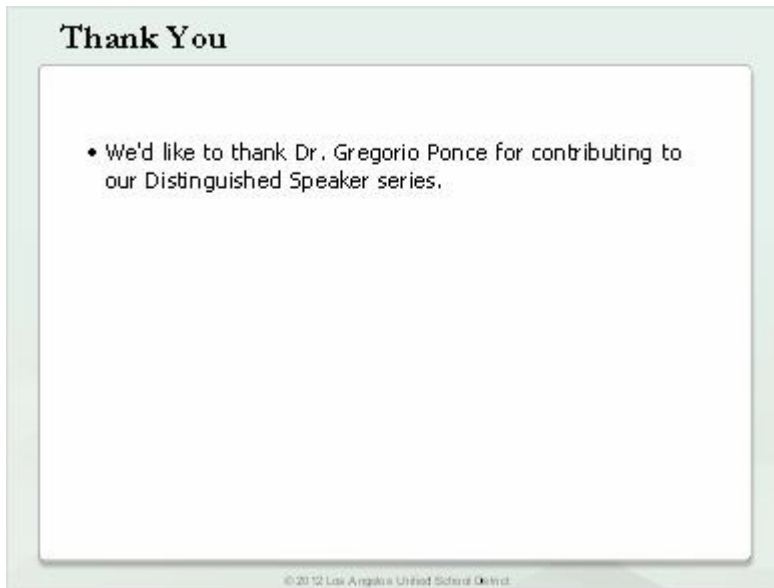 Thank You
• We'd like to thank Dr. Gregorio Ponce for contributing to
our Distinguished Speaker series.
© 2012 Los Angeles Unified School District